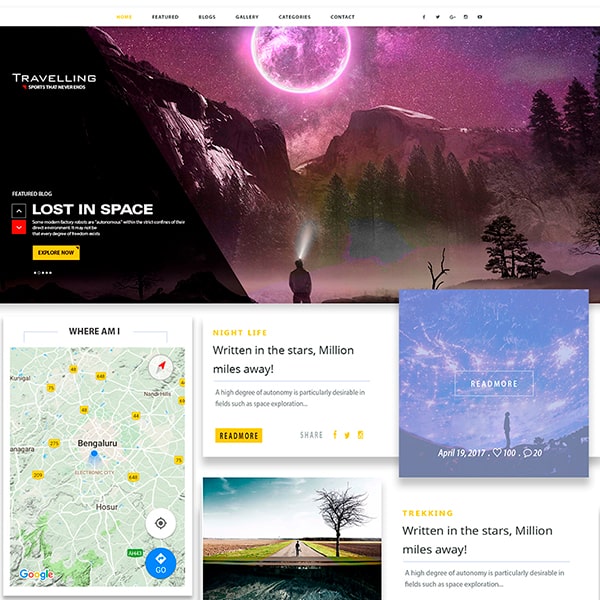 HOME FEATURED BLOGS GALLERY CATEGORIES CONTACT
TRAVELLING
SPORTS THAT NEVER ENDS
FEATURED BLOG
LOST IN SPACE
Some modern factory robots are "autonomous" within the strict confines of their
direct environment. It may not be
that every degree of freedom exists
EXPLORE NOW
WHERE AM I
Kunigal
48
648
Nandi Hills
75
anagara
275
Bengaluru
ELECTRONIC CITY
209
Hosur
AH43
Google
GO
NIGHT LIFE
Written in the stars, Million
miles away!
A high degree of autonomy is particularly desirable in
fields such as space exploration...
READMORE
SHARE
READMORE
April 19, 2017 . 100 . 20
TREKKING
Written in the stars, Million
miles away!
A high degree of autonomy is particularly desirable in
fields such as space exploration...